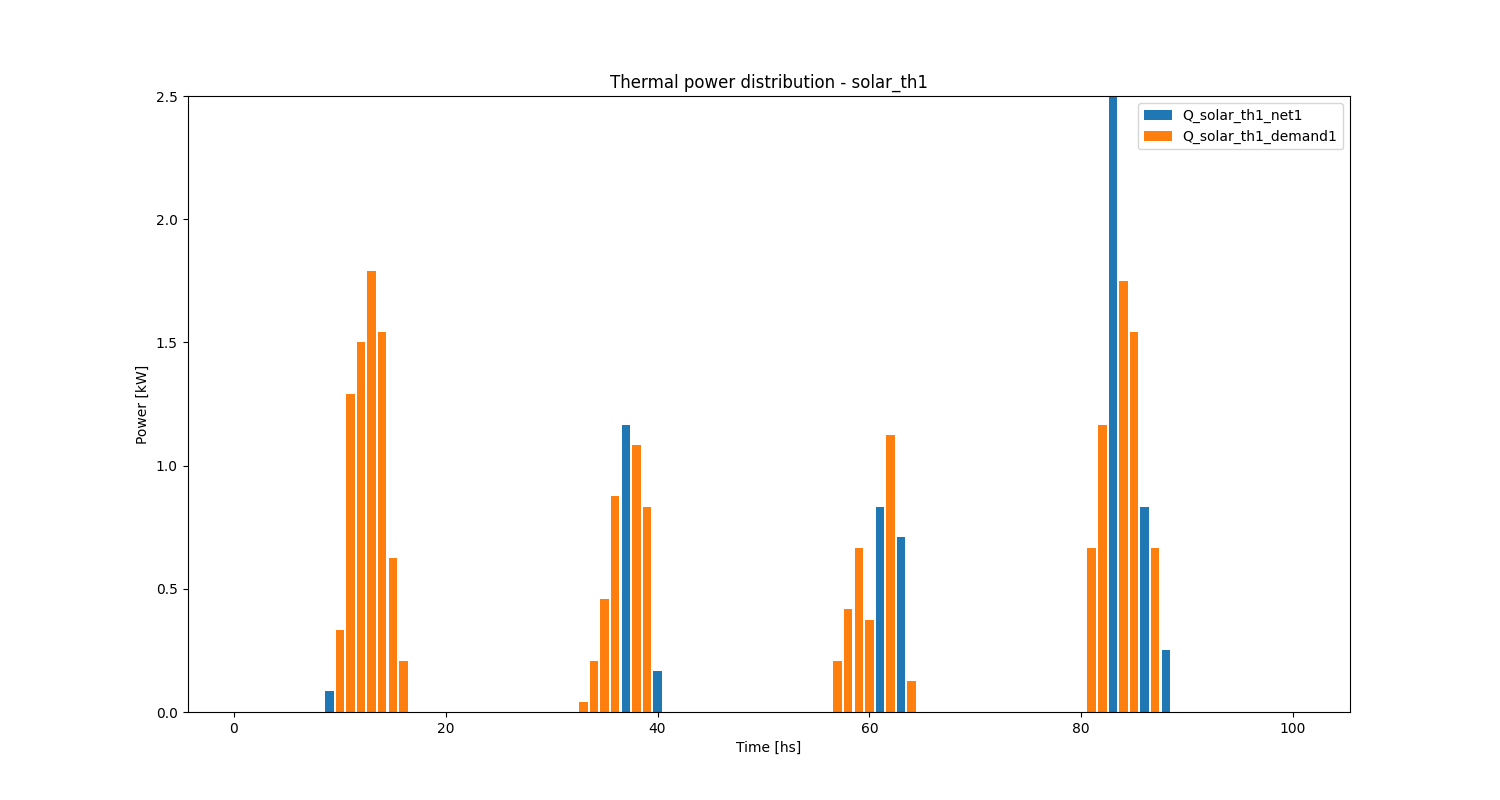 Thermal power distribution - solar_th1
Q_solar_th1_net1
Q_solar_th1_demand1
Power [kW]
2.5
2.0
1.5
1.0
0.5
0.0
0 20 40 60 80 100
Time [hs]